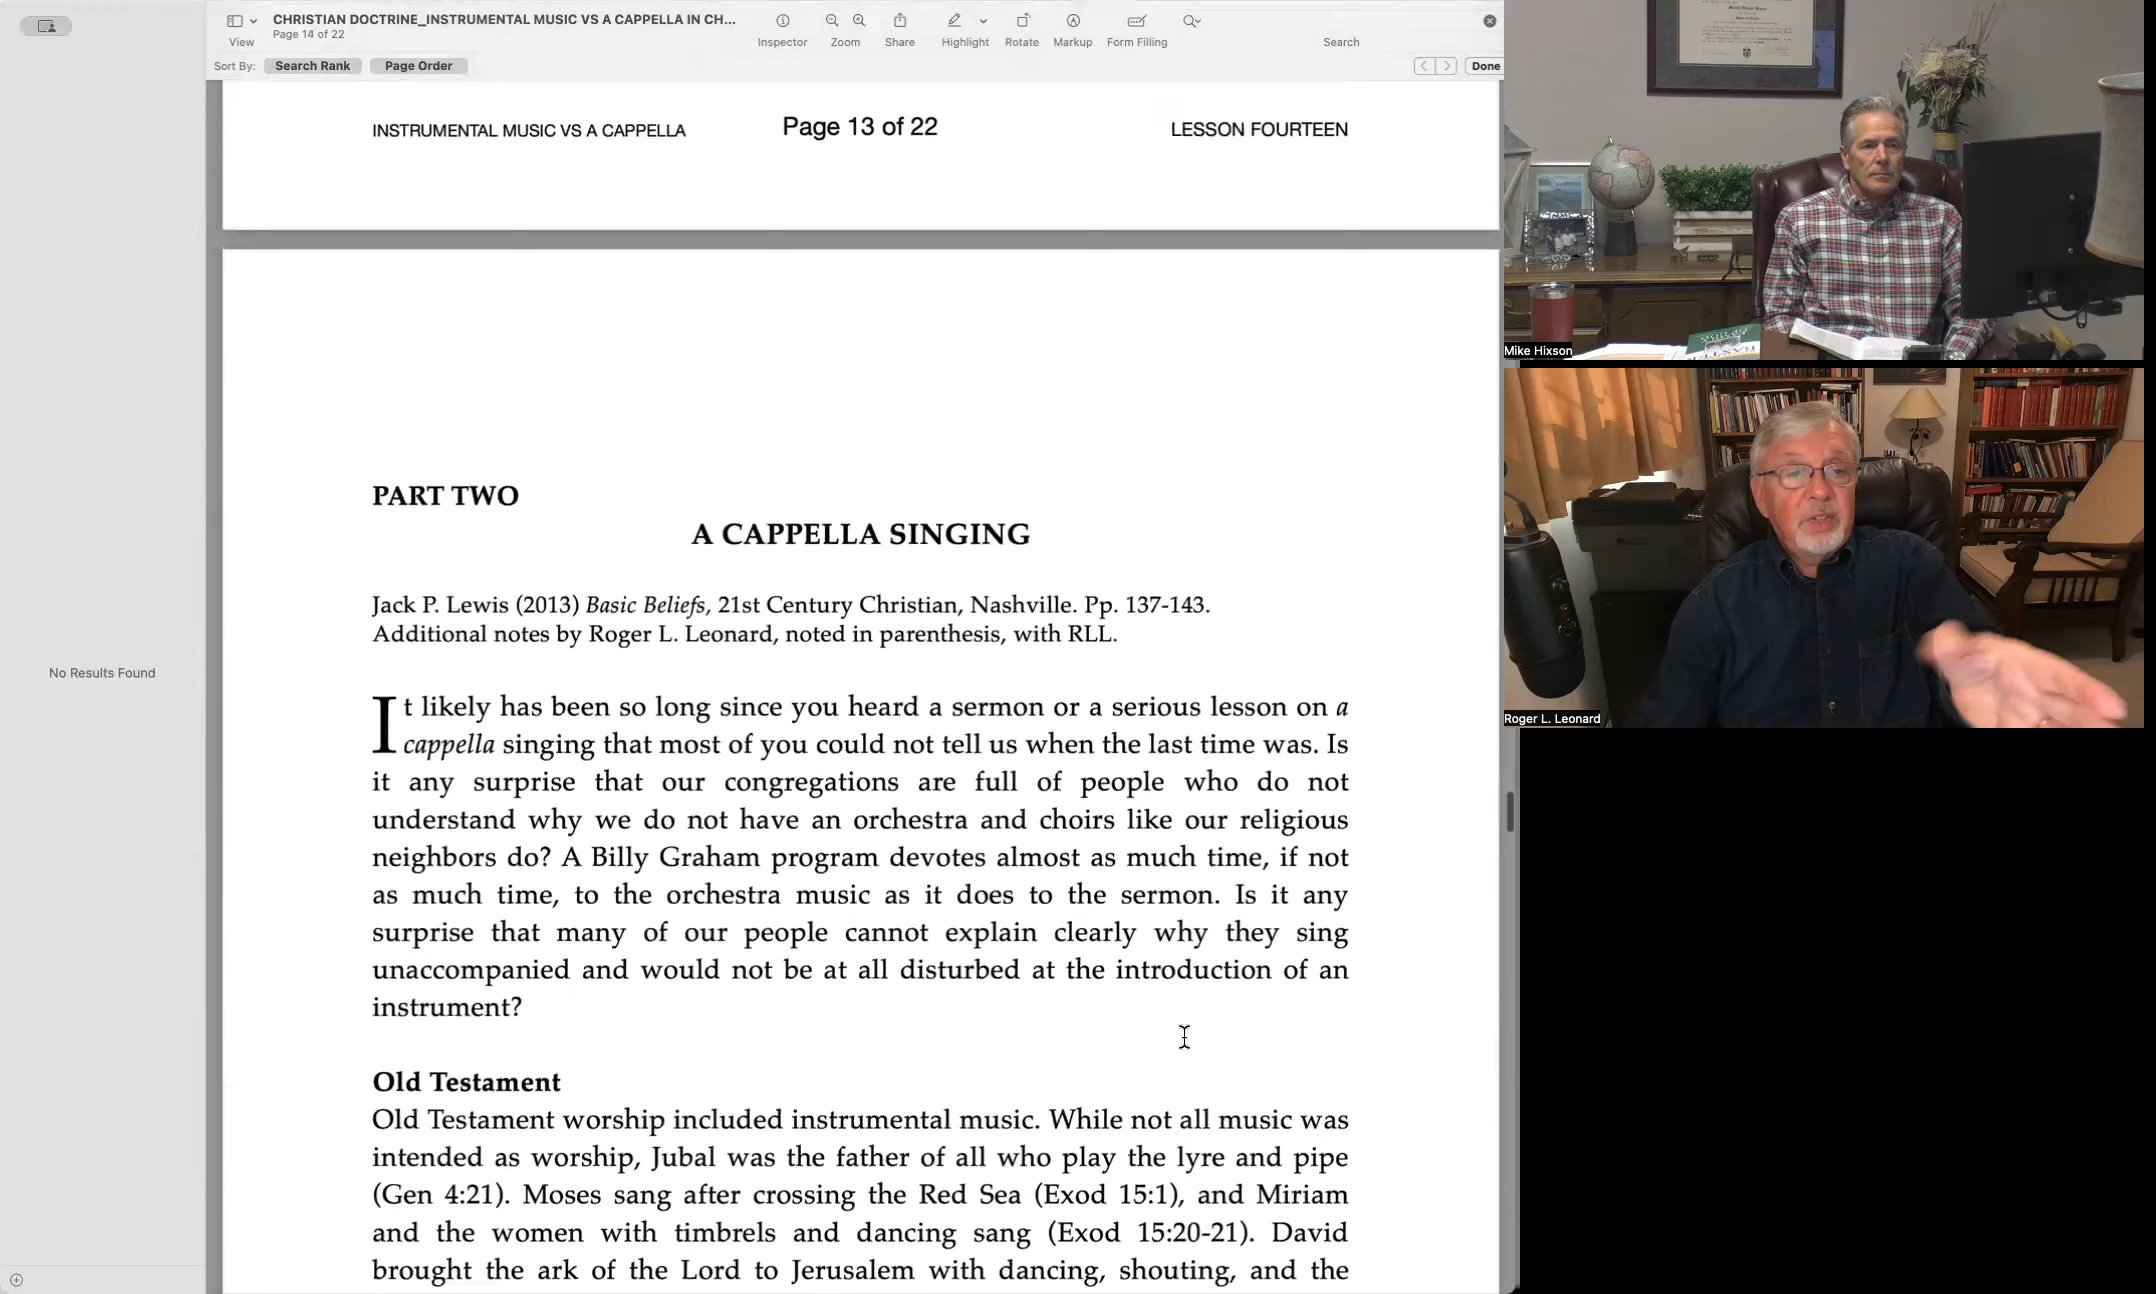 CHRISTIAN DOCTRINE_INSTRUMENTAL MUSIC VS A CAPPELLA IN CH...
Page 14 of 22
View
Inspector
Zoom
Share
Highlight
Rotate
Markup
Form Filling
Search
Sort By:
Search Rank
Page Order
Done
INSTRUMENTAL MUSIC VS A CAPPELLA
Page 13 of 22
LESSON FOURTEEN
PART TWO
A CAPPELLA SINGING
Jack P. Lewis (2013) Basic Beliefs, 21st Century Christian, Nashville. Pp. 137-143.
Additional notes by Roger L. Leonard, noted in parenthesis, with RLL.
It likely has been so long since you heard a sermon or a serious lesson on a
cappella singing that most of you could not tell us when the last time was. Is
it any surprise that our congregations are full of people who do not
understand why we do not have an orchestra and choirs like our religious
neighbors do? A Billy Graham program devotes almost as much time, if not
as much time, to the orchestra music as it does to the sermon. Is it any
surprise that many of our people cannot explain clearly why they sing
unaccompanied and would not be at all disturbed at the introduction of an
instrument?
Old Testament
Old Testament worship included instrumental music. While not all music was
intended as worship, Jubal was the father of all who play the lyre and pipe
(Gen 4:21). Moses sang after crossing the Red Sea (Exod 15:1), and Miriam
and the women with timbrels and dancing sang (Exod 15:20-21). David
brought the ark of the Lord to Jerusalem with dancing, shouting, and the
No Results Found
Mike Hixson
Roger L. Leonard